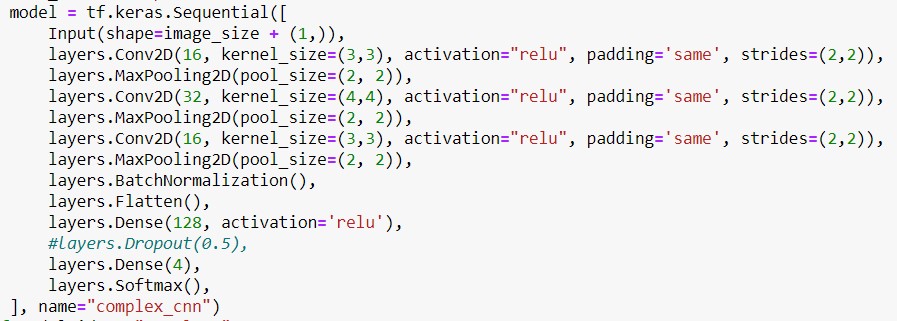 model = tf.keras.Sequential([
    Input(shape=image_size + (1,)),
    layers.Conv2D(16, kernel_size=(3,3), activation="relu", padding='same', strides=(2,2)),
    layers.MaxPooling2D(pool_size=(2, 2)),
    layers.Conv2D(32, kernel_size=(4,4), activation="relu", padding='same', strides=(2,2)),
    layers.MaxPooling2D(pool_size=(2, 2)),
    layers.Conv2D(16, kernel_size=(3,3), activation="relu", padding='same', strides=(2,2)),
    layers.MaxPooling2D(pool_size=(2, 2)),
    layers.BatchNormalization(),
    layers.Flatten(),
    layers.Dense(128, activation='relu'),
    #layers.Dropout(0.5),
    layers.Dense(4),
    layers.Softmax(),
], name="complex_cnn")